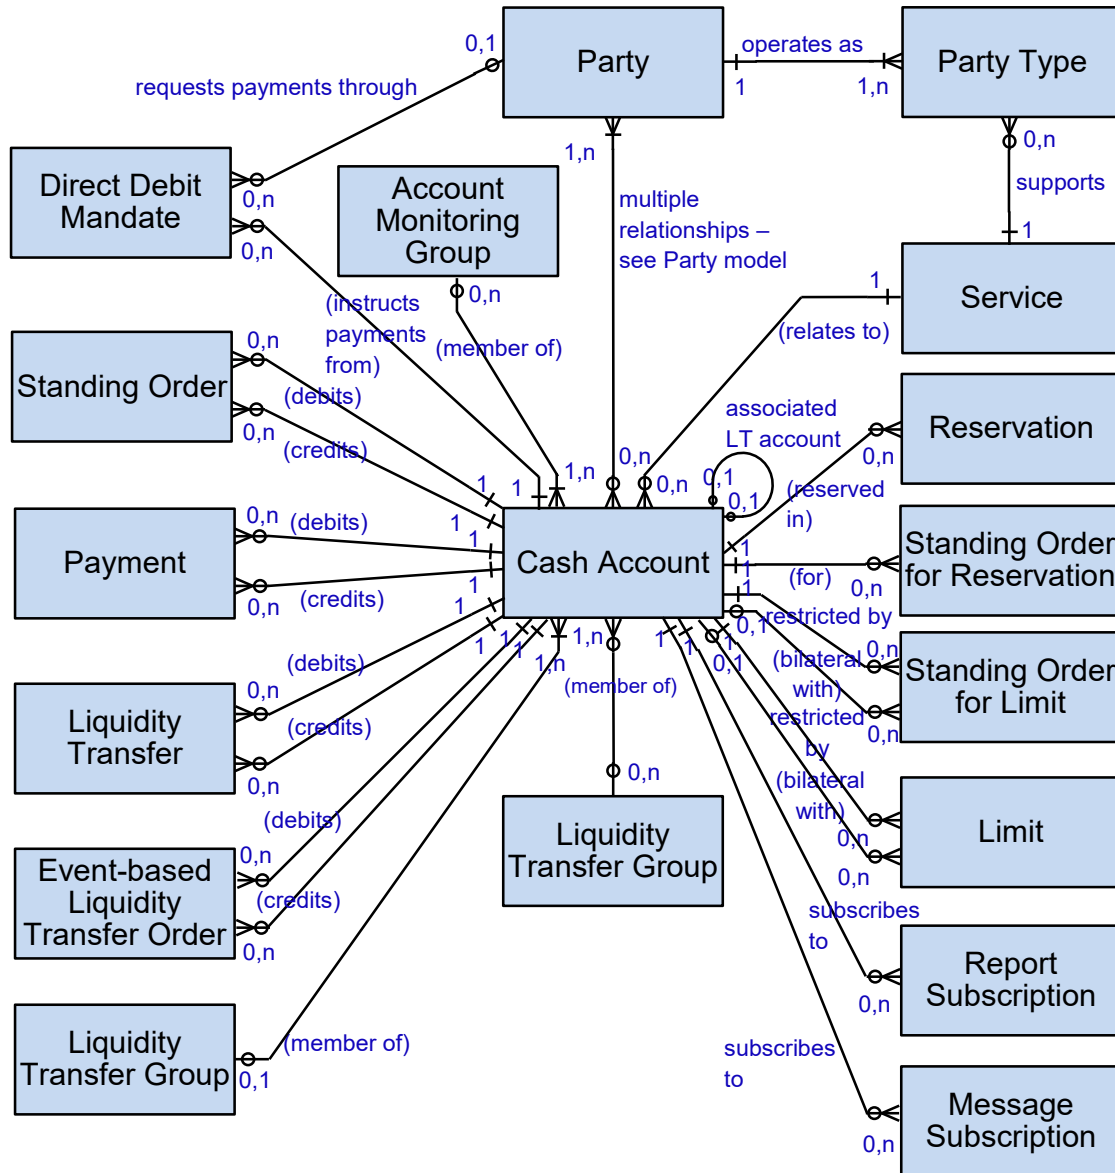 0,1
Party
operates as
1
1,n
Party Type
requests payments through
0,n
supports
1
Direct Debit
Mandate
0,n
0,n
Account
Monitoring
Group
0,n
1,n
multiple
relationships –
see Party model
Service
1
(relates to)
(instructs
payments
from)
(member of)
Standing Order
0,n
0,n
(debits)
(credits)
associated
LT account
Reservation
0,n
(reserved
in)
1
1
1
1,n
0,n
0,n
0,1
0,1
1
Payment
0,n
0,n
(debits)
(credits)
1
1
Cash Account
1
(for)
0,n
Standing Order
for Reservation
1
restricted by
0,n
(bilateral
with)
0,1
0,n
Standing Order
for Limit
Liquidity
Transfer
0,n
0,n
(debits)
(credits)
1
1
1
1
1,n
1,n
(member of)
0,n
1
1
0,1
1
restricted
by
(bilateral
with)
0,n
0,n
Limit
Event-based
Liquidity
Transfer Order
0,n
0,n
(debits)
(credits)
Liquidity
Transfer Group
subscribes
to
0,n
Report
Subscription
Liquidity
Transfer Group
0,1
(member of)
subscribes
to
0,n
Message
Subscription